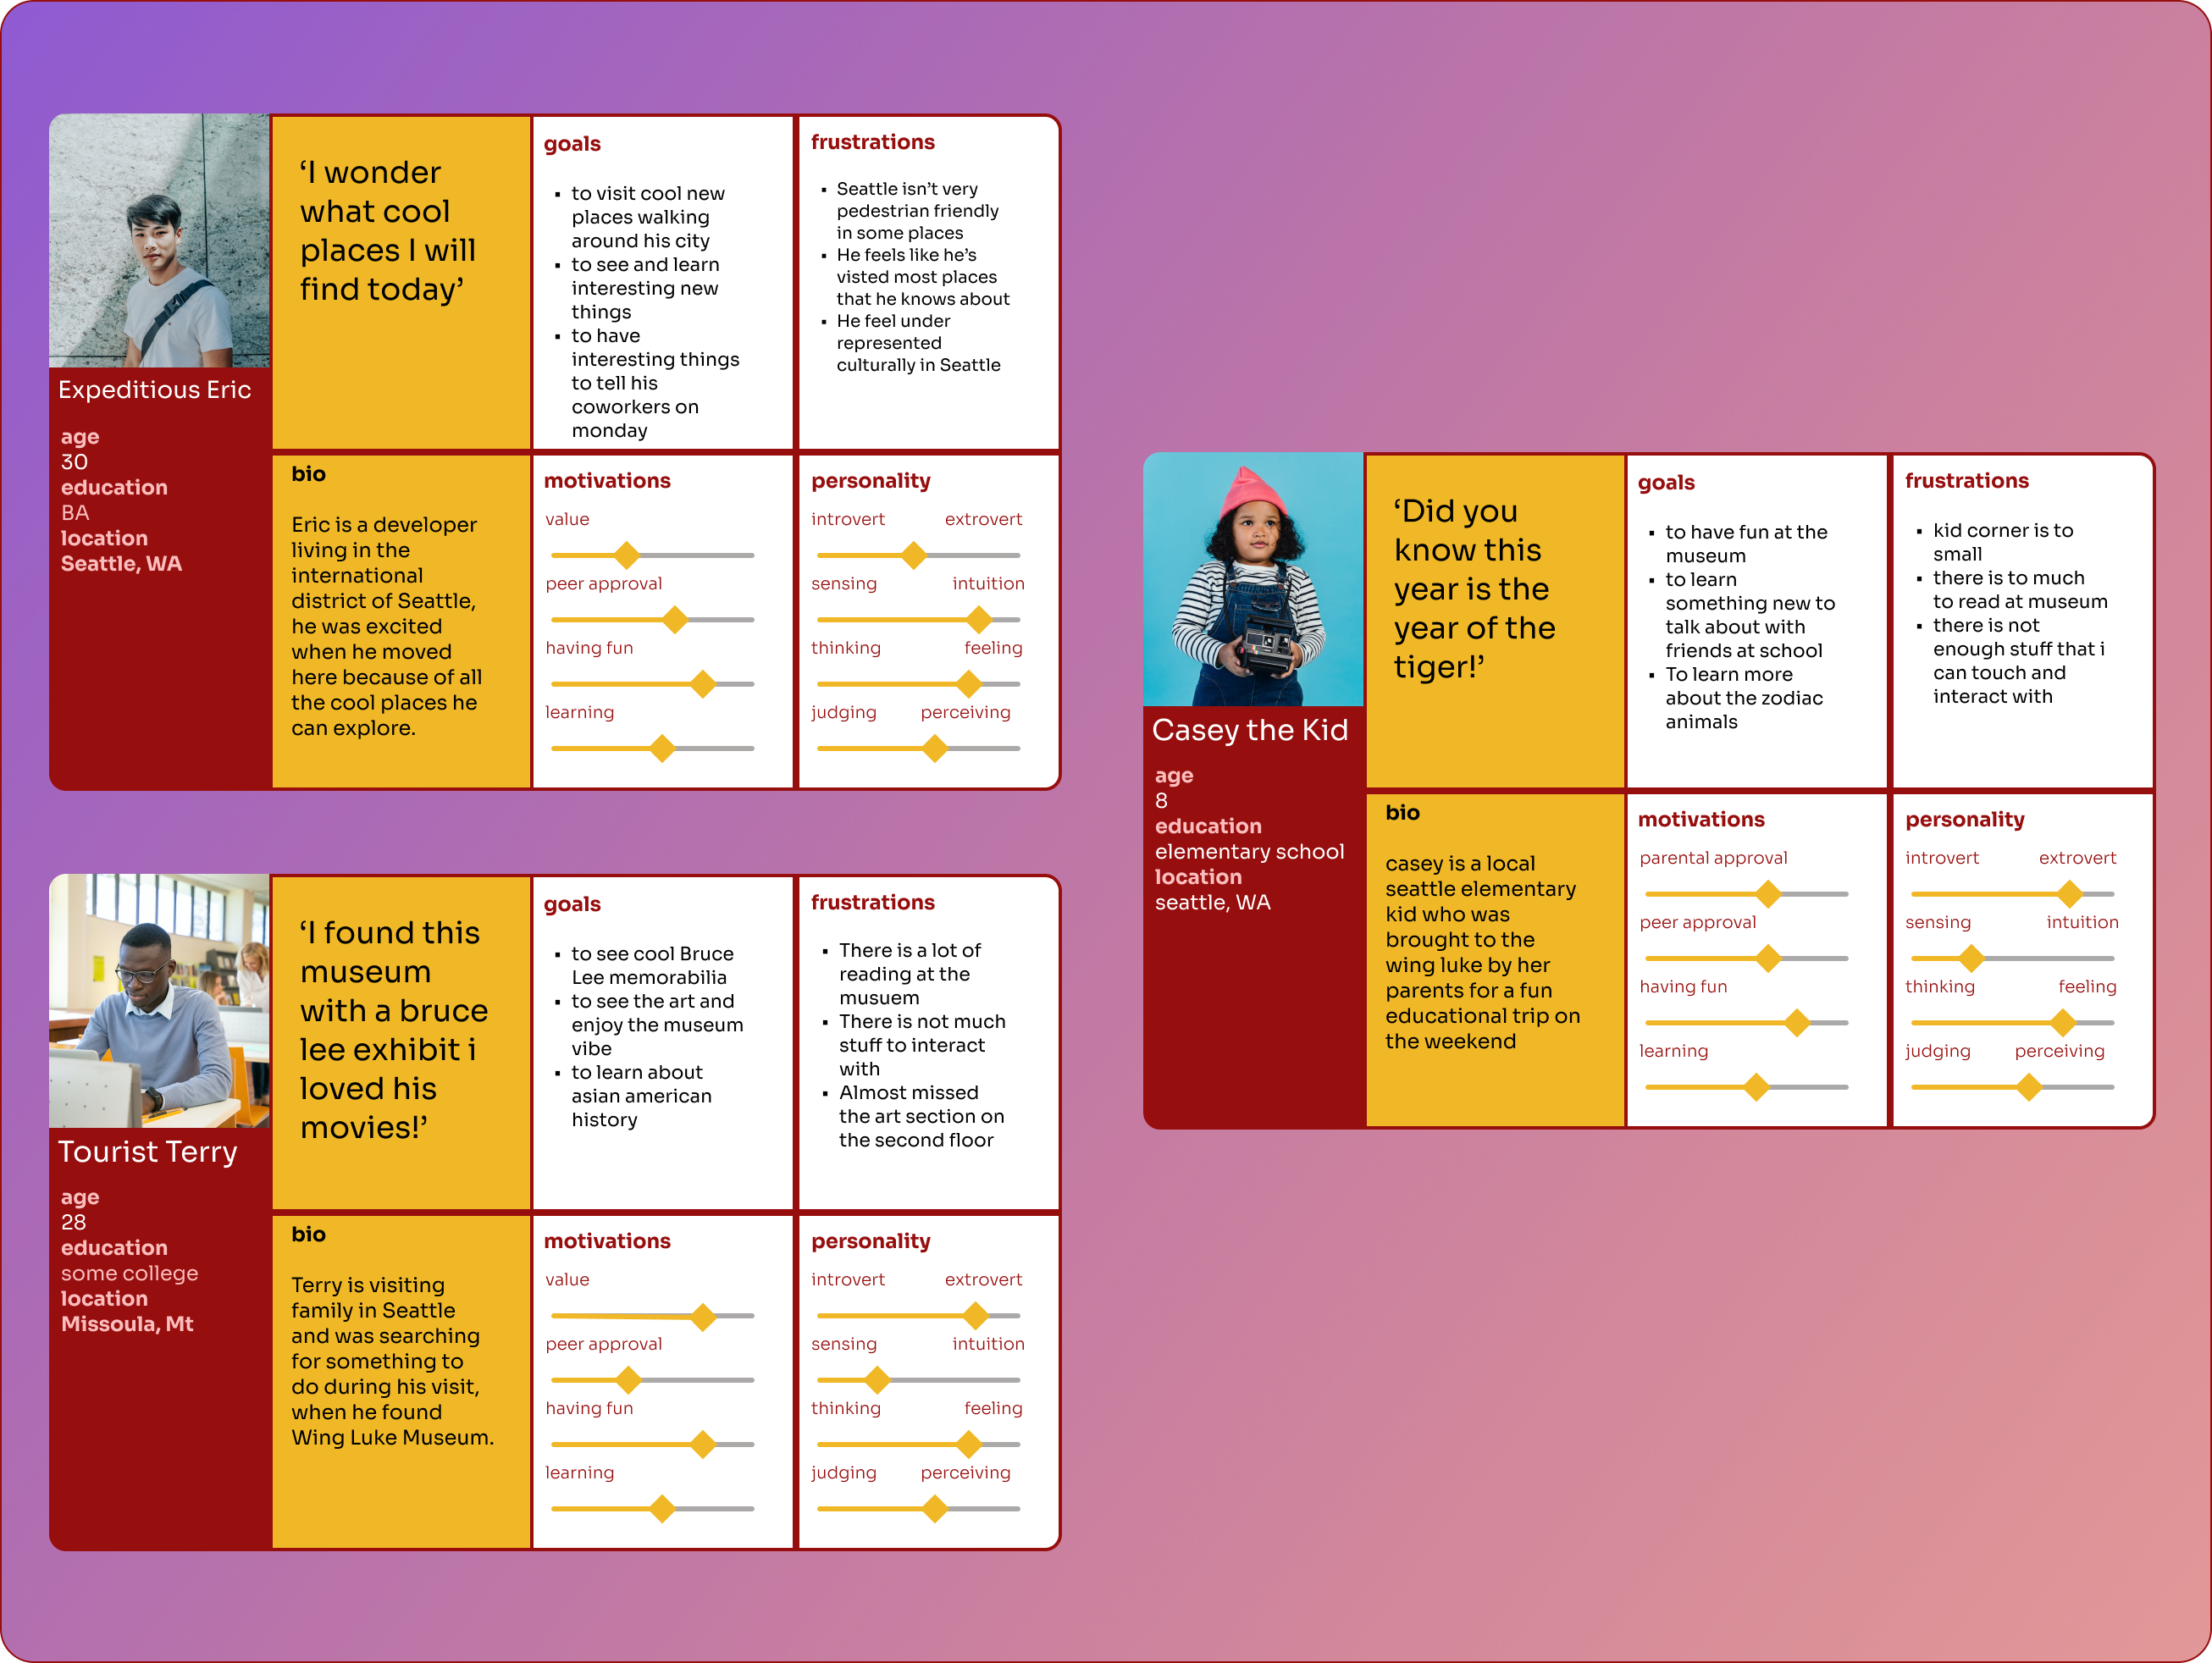 Expeditious Eric
age
30
education
BA
location
Seattle, WA
‘I wonder
what cool
places I will
find today’
goals
▪ to visit cool new
places walking
around his city
▪ to see and learn
interesting new
things
▪ to have
interesting things
to tell his
coworkers on
monday
frustrations
▪ Seattle isn’t very
pedestrian friendly
in some places
▪ He feels like he’s
visted most places
that he knows about
▪ He feel under
represented
culturally in Seattle
bio
Eric is a developer
living in the
international
district of Seattle,
he was excited
when he moved
here because of all
the cool places he
can explore.
motivations
value
peer approval
having fun
learning
personality
introvert extrovert
sensing intuition
thinking feeling
judging perceiving
Tourist Terry
age
28
education
some college
location
Missoula, Mt
‘I found this
museum
with a bruce
lee exhibit i
loved his
movies!’
goals
▪ to see cool Bruce
Lee memorabilia
▪ to see the art and
enjoy the museum
vibe
▪ to learn about
asian american
history
frustrations
▪ There is a lot of
reading at the
musuem
▪ There is not much
stuff to interact
with
▪ Almost missed
the art section on
the second floor
bio
Terry is visiting
family in Seattle
and was searching
for something to
do during his visit,
when he found
Wing Luke Museum.
motivations
value
peer approval
having fun
learning
personality
introvert extrovert
sensing intuition
thinking feeling
judging perceiving
Casey the Kid
age
8
education
elementary school
location
seattle, WA
‘Did you
know this
year is the
year of the
tiger!’
goals
▪ to have fun at the
museum
▪ to learn
something new to
talk about with
friends at school
▪ To learn more
about the zodiac
animals
frustrations
▪ kid corner is to
small
▪ there is to much
to read at museum
▪ there is not
enough stuff that i
can touch and
interact with
bio
casey is a local
seattle elementary
kid who was
brought to the
wing luke by her
parents for a fun
educational trip on
the weekend
motivations
parental approval
peer approval
having fun
learning
personality
introvert extrovert
sensing intuition
thinking feeling
judging perceiving